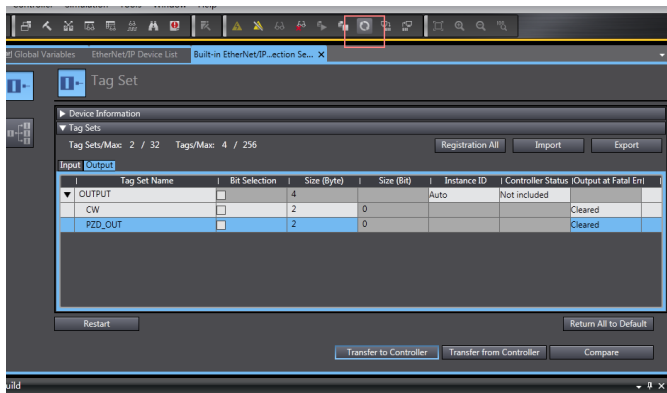 Controller Simulation Tools Window Help
Global Variables EtherNet/IP Device List Built-in EtherNet/IP...ection Se... X
Tag Set
Device Information
Tag Sets
Tag Sets/Max: 2 / 32 Tags/Max: 4 / 256 Registration All Import Export
Input Output
Tag Set Name Bit Selection Size (Byte) Size (Bit) Instance ID Controller Status Output at Fatal Err
OUTPUT 4 Auto Not included
CW 2 0 Cleared
PZD_OUT 2 0 Cleared
Restart Return All to Default
Transfer to Controller Transfer from Controller Compare
uild